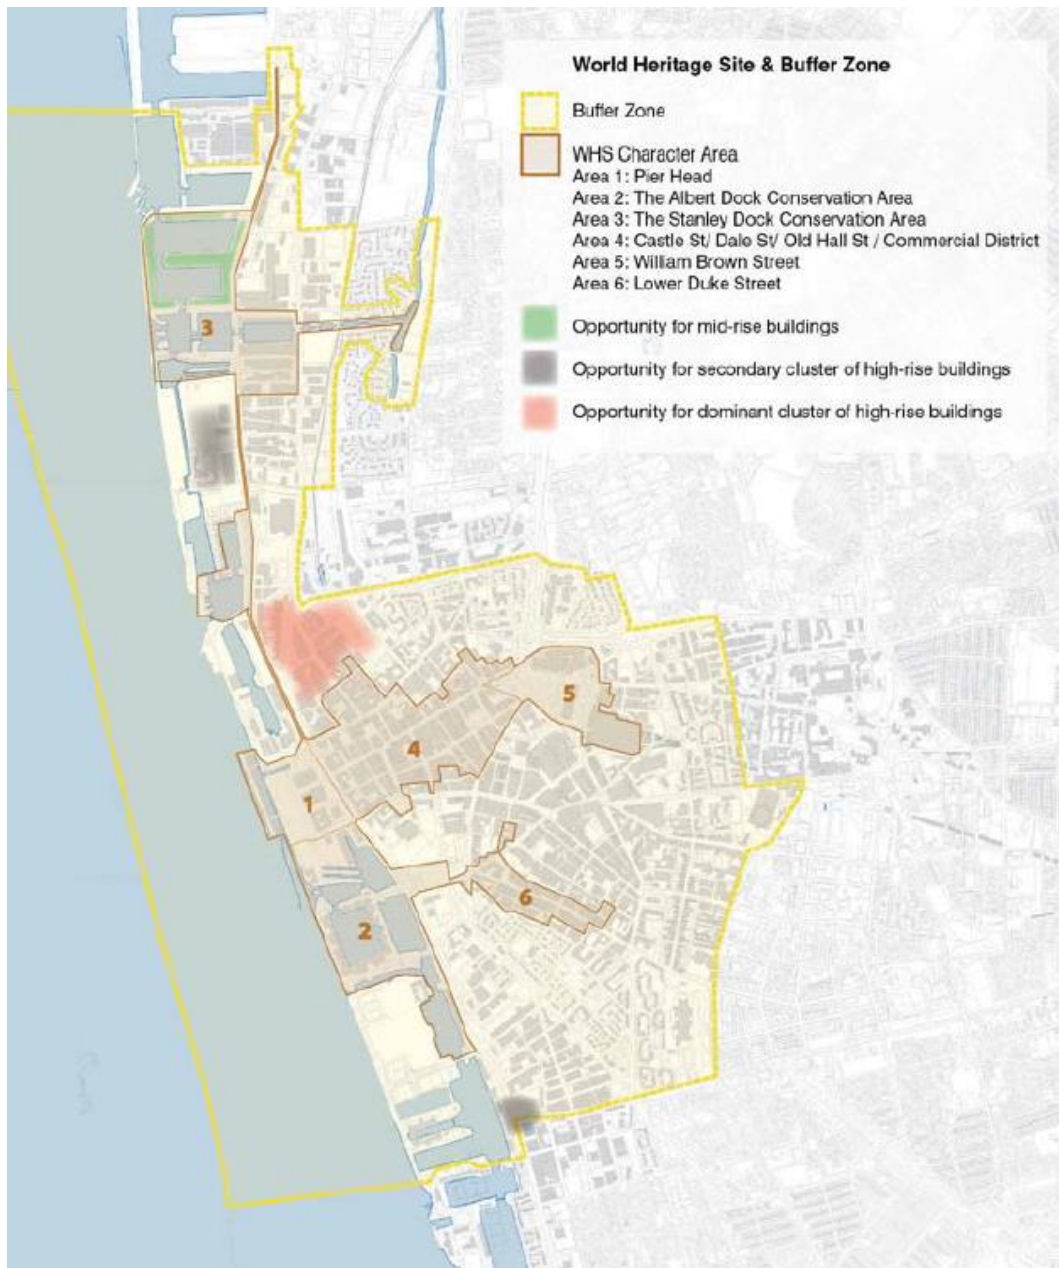 World Heritage Site & Buffer Zone
Buffer Zone
WHS Character Area
Area 1: Pier Head
Area 2: The Albert Dock Conservation Area
Area 3: The Stanley Dock Conservation Area
Area 4: Castle St/ Dale St/ Old Hall St / Commercial District
Area 5: William Brown Street
Area 6: Lower Duke Street
Opportunity for mid-rise buildings
Opportunity for secondary cluster of high-rise buildings
Opportunity for dominant cluster of high-rise buildings
3
5
4
1
6
2